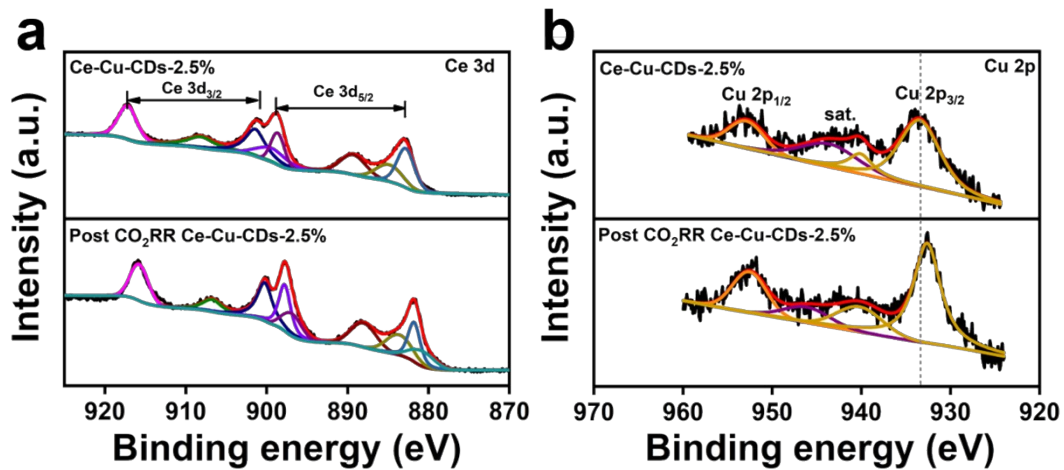 a
Ce-Cu-CDs-2.5%
Ce 3d
Ce 3d3/2
Ce 3d5/2
Post CO2RR Ce-Cu-CDs-2.5%
Intensity (a.u.)
920 910 900 890 880 870
Binding energy (eV)
b
Ce-Cu-CDs-2.5%
Cu 2p
Cu 2p1/2
sat.
Cu 2p3/2
Post CO2RR Ce-Cu-CDs-2.5%
Intensity (a.u.)
970 960 950 940 930 920
Binding energy (eV)